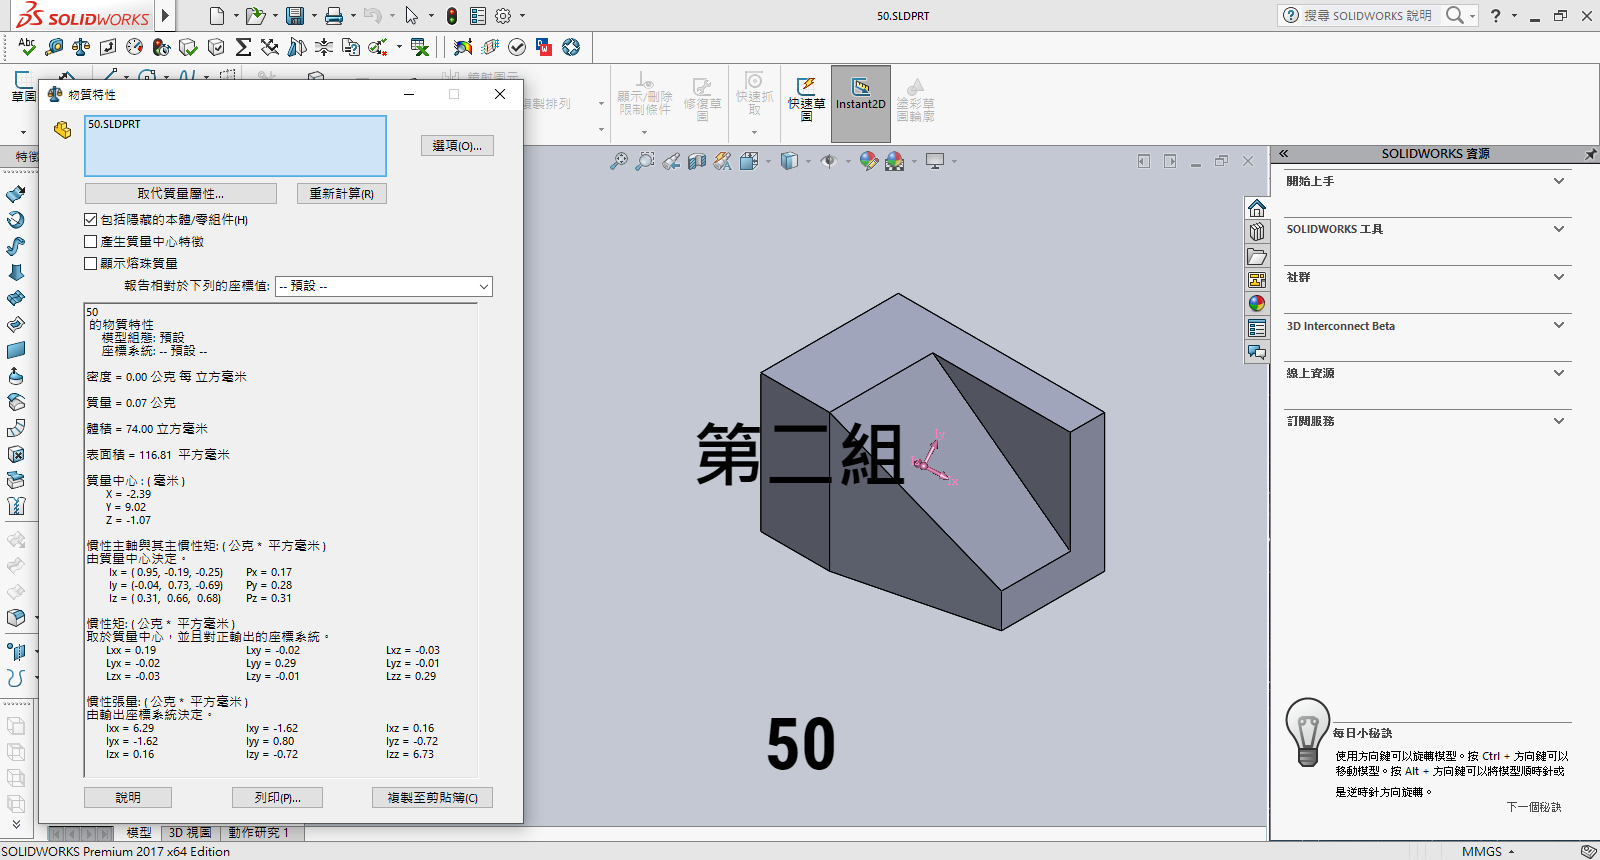 SOLIDWORKS
50.SLDPRT
搜尋 SOLIDWORKS 說明
草圖
複製排列
顯示/刪除
限制條件
修復草
圖
快速抓
取
快速草
圖
Instant2D
塗彩草
圖輪廓
特徵
物質特性
50.SLDPRT
選項(O)...
取代質量屬性...
重新計算(R)
包括隱藏的本體/零組件(H)
產生質量中心特徵
顯示熔珠質量
報告相對於下列的座標值:
-- 預設 --
50
的物質特性
模型組態: 預設
座標系統: -- 預設 --
密度 = 0.00 公克 每 立方毫米
質量 = 0.07 公克
體積 = 74.00 立方毫米
表面積 = 116.81 平方毫米
質量中心 : ( 毫米 )
X = -2.39
Y = 9.02
Z = -1.07
慣性主軸與其主慣性矩: ( 公克 * 平方毫米 )
由質量中心決定。
Ix = ( 0.95, -0.19, -0.25) Px = 0.17
Iy = (-0.04, 0.73, -0.69) Py = 0.28
Iz = ( 0.31, 0.66, 0.68) Pz = 0.31
慣性矩: ( 公克 * 平方毫米 )
取於質量中心，並且對正輸出的座標系統。
Lxx = 0.19 Lxy = -0.02 Lxz = -0.03
Lyx = -0.02 Lyy = 0.29 Lyz = -0.01
Lzx = -0.03 Lzy = -0.01 Lzz = 0.29
慣性張量: ( 公克 * 平方毫米 )
由輸出座標系統決定。
Ixx = 6.29 Ixy = -1.62 Ixz = 0.16
Iyx = -1.62 Iyy = 0.80 Iyz = -0.72
Izx = 0.16 Izy = -0.72 Izz = 6.73
說明
列印(P)...
複製至剪貼簿(C)
第二組
50
SOLIDWORKS 資源
開始上手
SOLIDWORKS 工具
社群
3D Interconnect Beta
線上資源
訂閱服務
每日小秘訣
使用方向鍵可以旋轉模型。按 Ctrl + 方向鍵可以
移動模型。按 Alt + 方向鍵可以將模型順時針或
是逆時針方向旋轉。
下一個秘訣
模型
3D 視圖
動作研究 1
SOLIDWORKS Premium 2017 x64 Edition
MMGS